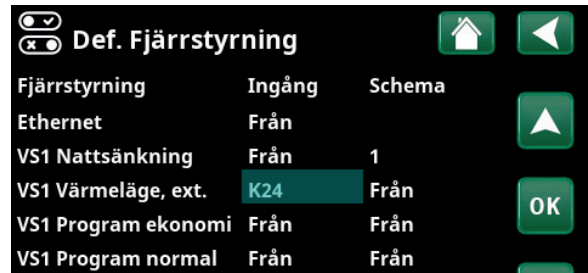 Def. Fjärrstyrning
Fjärrstyrning Ingång Schema
Ethernet Från
VS1 Nattsänkning Från 1
VS1 Värmeläge, ext. K24 Från
OK
VS1 Program ekonomi Från Från
VS1 Program normal Från Från